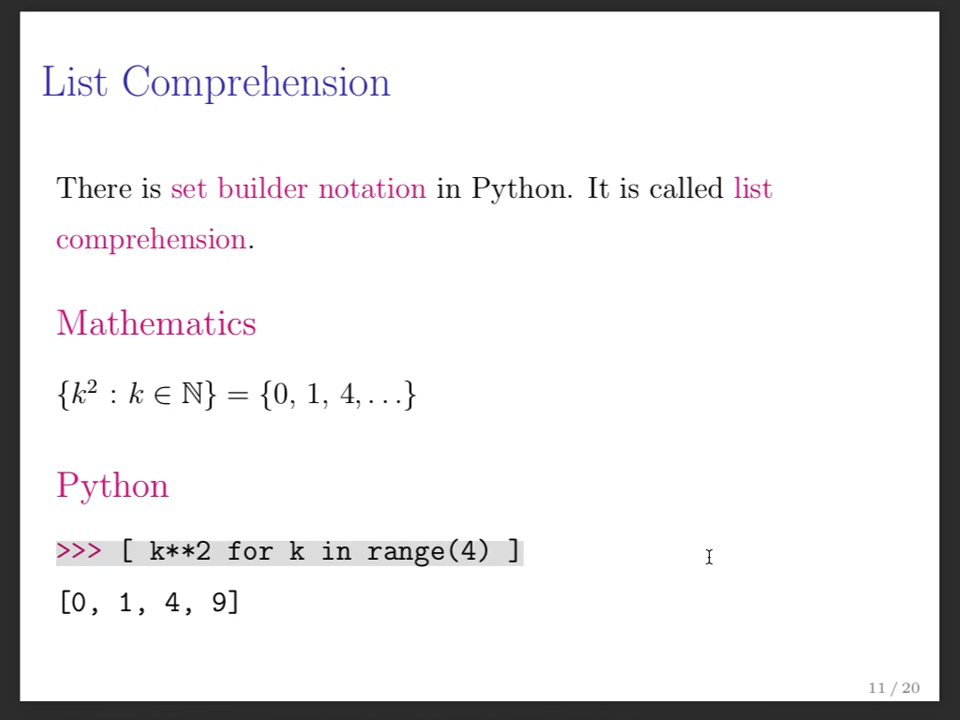 List Comprehension
There is set builder notation in Python. It is called list
comprehension.
Mathematics
{k² : k ∈ ℕ} = {0, 1, 4, . . .}
Python
>>> [ k**2 for k in range(4) ]
[0, 1, 4, 9]
11 / 20